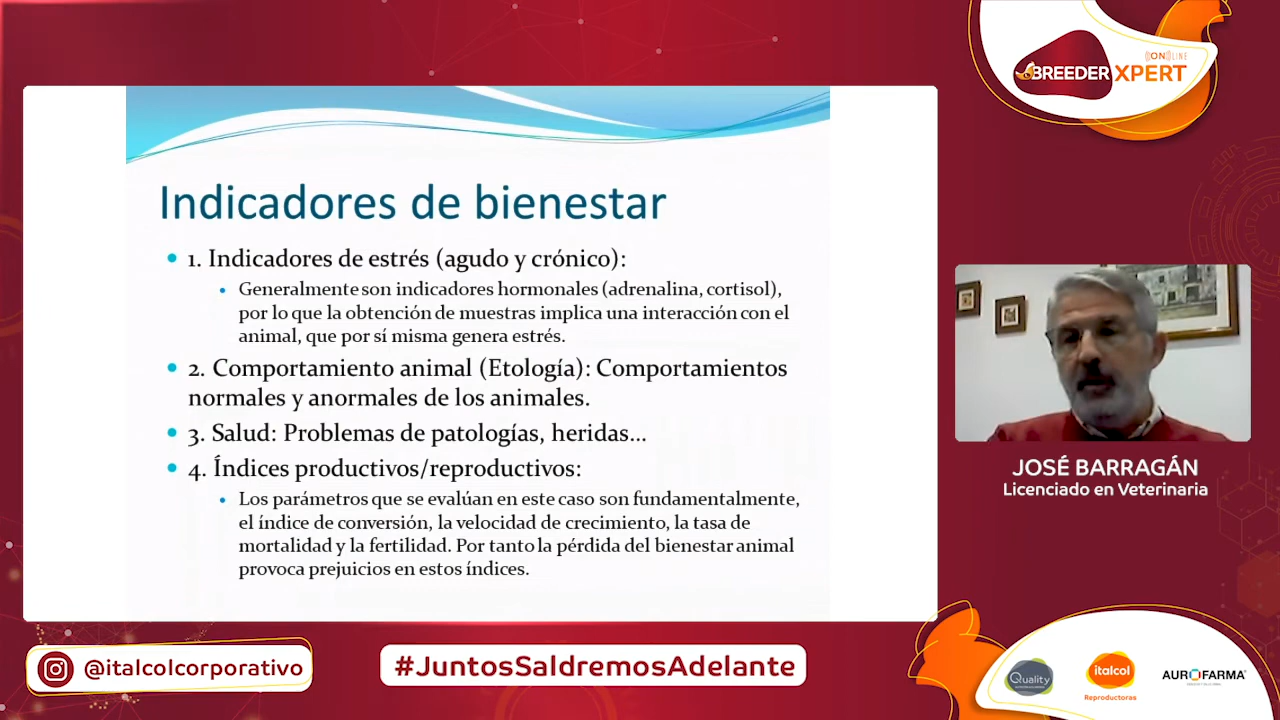 ((ON)) LINE
BREEDER XPERT
Indicadores de bienestar
• 1. Indicadores de estrés (agudo y crónico):
• Generalmente son indicadores hormonales (adrenalina, cortisol),
por lo que la obtención de muestras implica una interacción con el
animal, que por sí misma genera estrés.
• 2. Comportamiento animal (Etología): Comportamientos
normales y anormales de los animales.
• 3. Salud: Problemas de patologías, heridas...
• 4. Índices productivos/reproductivos:
• Los parámetros que se evalúan en este caso son fundamentalmente,
el índice de conversión, la velocidad de crecimiento, la tasa de
mortalidad y la fertilidad. Por tanto la pérdida del bienestar animal
provoca prejuicios en estos índices.
JOSÉ BARRAGÁN
Licenciado en Veterinaria
@italcolcorporativo
#JuntosSaldremosAdelante
Quality
italcol
Reproductoras
AUROFARMA